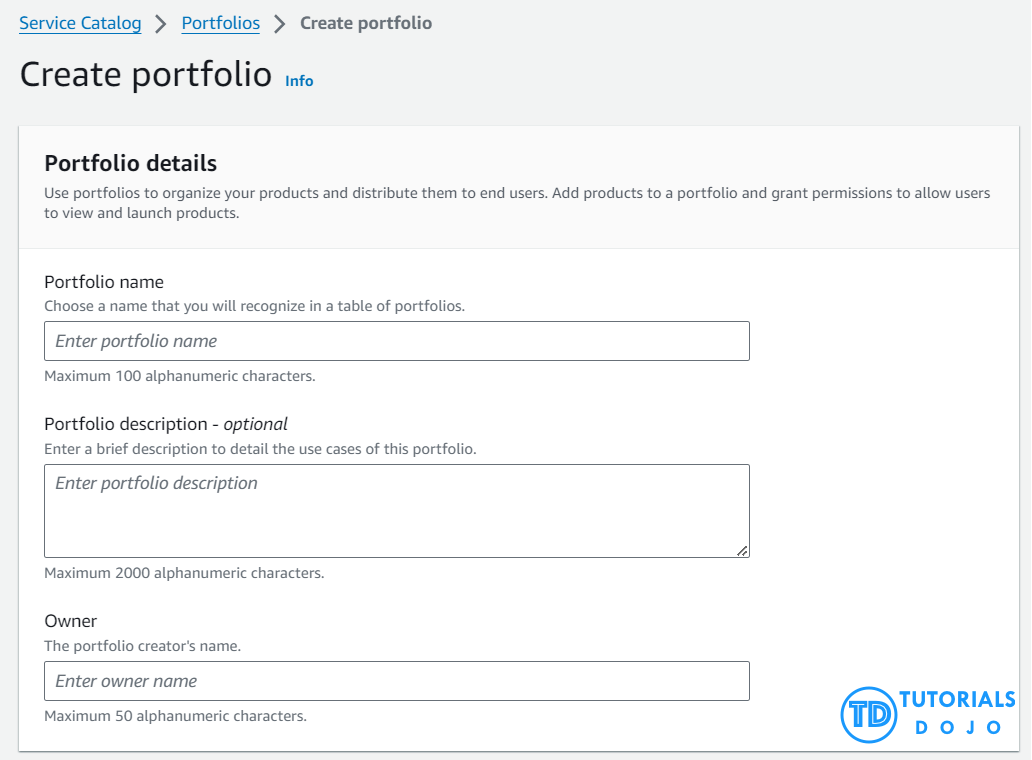 Service Catalog > Portfolios > Create portfolio
Create portfolio Info
Portfolio details
Use portfolios to organize your products and distribute them to end users. Add products to a portfolio and grant permissions to allow users
to view and launch products.
Portfolio name
Choose a name that you will recognize in a table of portfolios.
Enter portfolio name
Maximum 100 alphanumeric characters.
Portfolio description - optional
Enter a brief description to detail the use cases of this portfolio.
Enter portfolio description
Maximum 2000 alphanumeric characters.
Owner
The portfolio creator's name.
Enter owner name
Maximum 50 alphanumeric characters.
TD TUTORIALS
DOJO